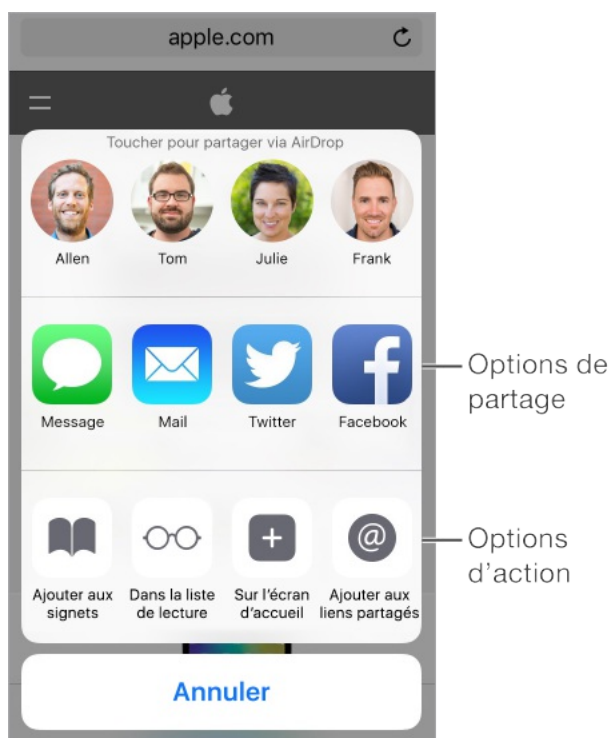 apple.com
Toucher pour partager via AirDrop
Allen Tom Julie Frank
Message Mail Twitter Facebook
Options de
partage
Ajouter aux Dans la liste Sur l'écran Ajouter aux
signets de lecture d'accueil liens partagés
Options
d'action
Annuler